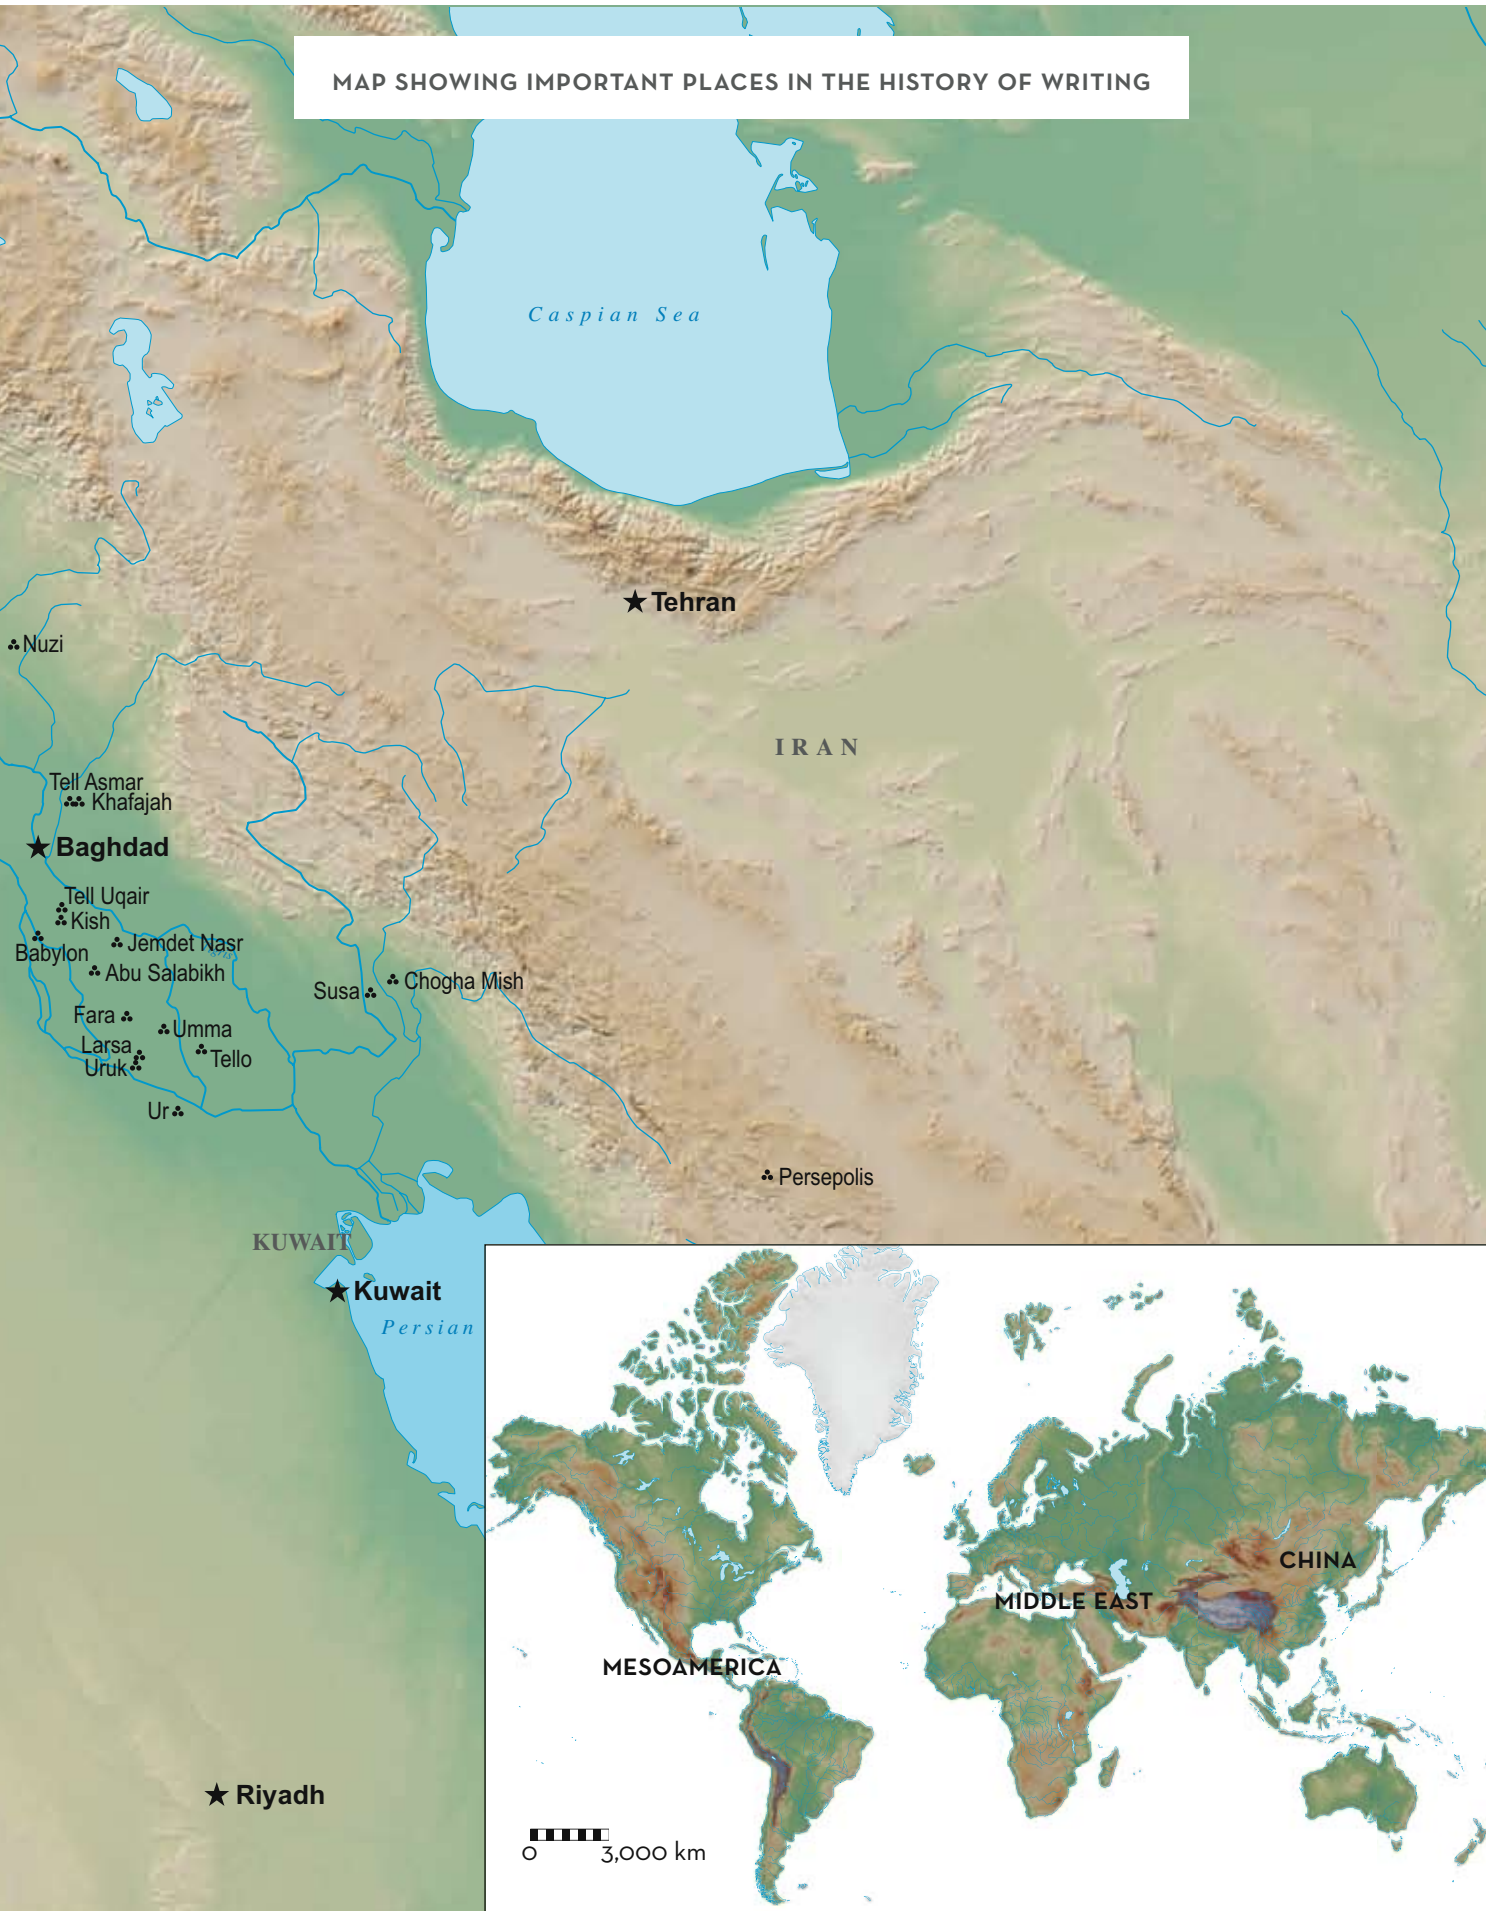 MAP SHOWING IMPORTANT PLACES IN THE HISTORY OF WRITING
Caspian Sea
Tehran
Nuzi
IRAN
Tell Asmar
Khafajah
Baghdad
Tell Uqair
Kish
Babylon
Jemdet Nasr
Abu Salabikh
Susa
Chogha Mish
Fara
Umma
Larsa
Tello
Uruk
Ur
Persepolis
KUWAIT
Kuwait
Persian
CHINA
MIDDLE EAST
MESOAMERICA
Riyadh
0 3,000 km